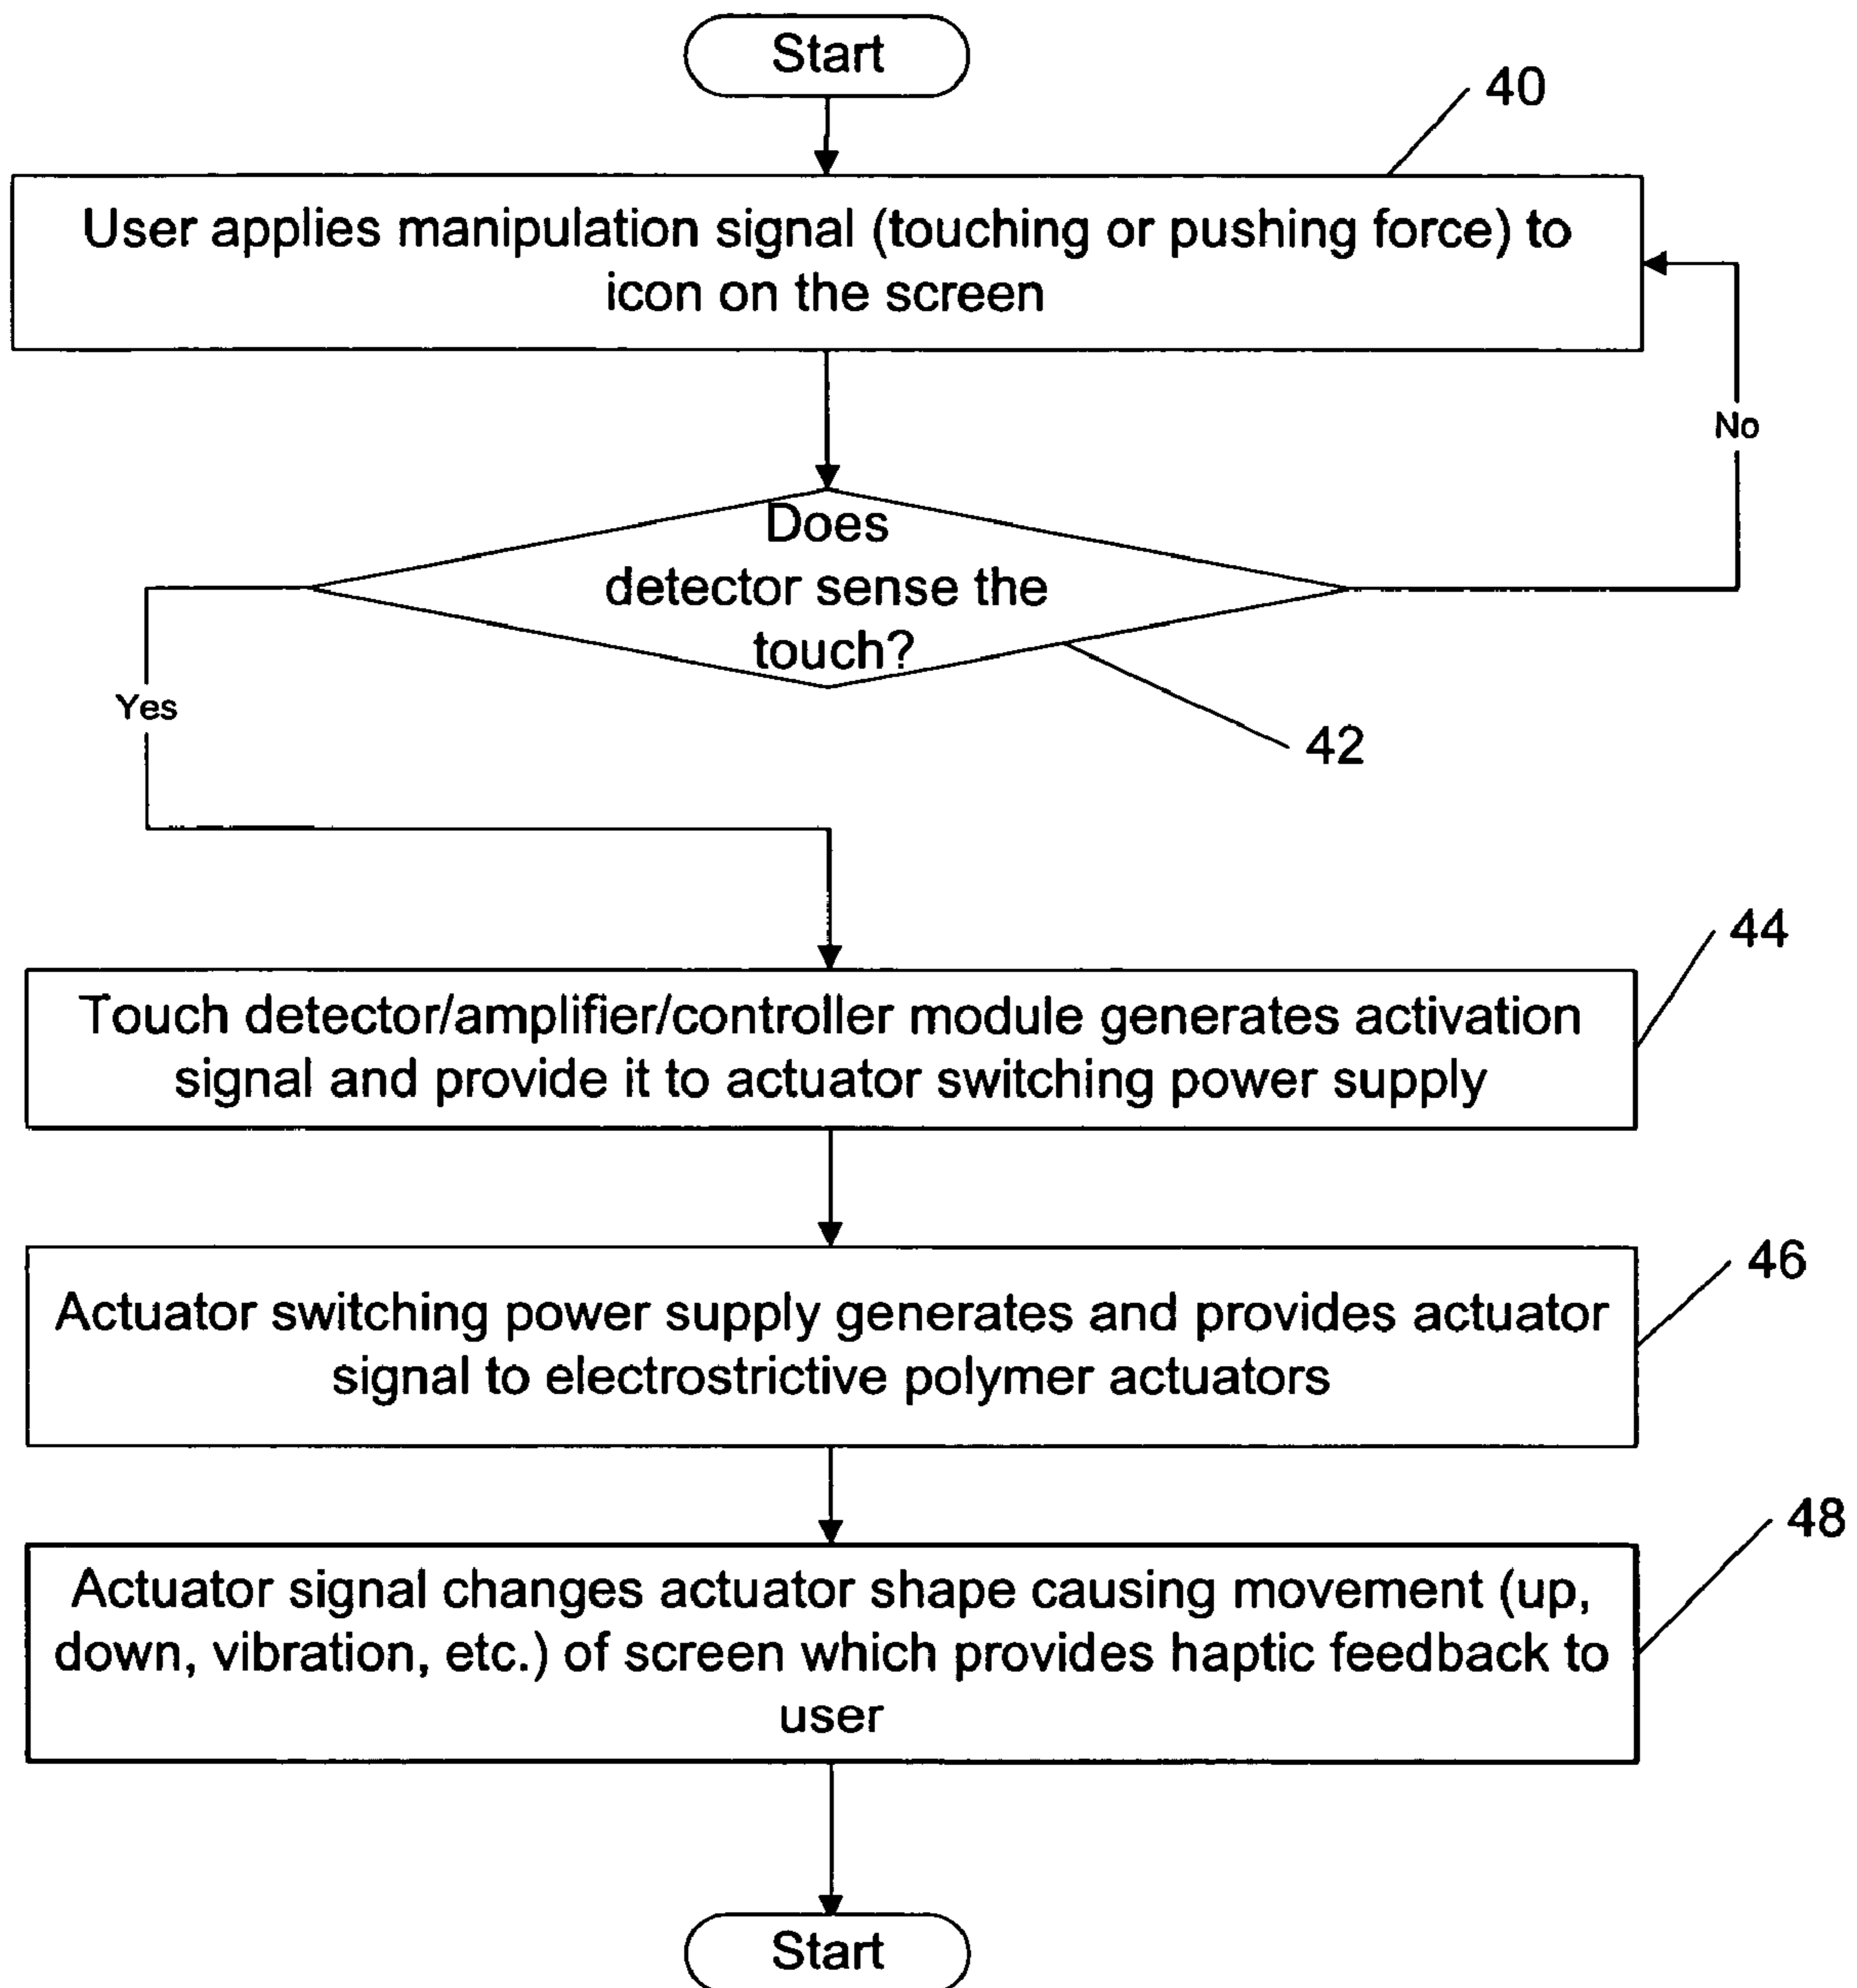 Start
40
User applies manipulation signal (touching or pushing force) to
icon on the screen
No
Does
detector sense the
touch?
Yes
42
44
Touch detector/amplifier/controller module generates activation
signal and provide it to actuator switching power supply
46
Actuator switching power supply generates and provides actuator
signal to electrostrictive polymer actuators
48
Actuator signal changes actuator shape causing movement (up,
down, vibration, etc.) of screen which provides haptic feedback to
user
Start